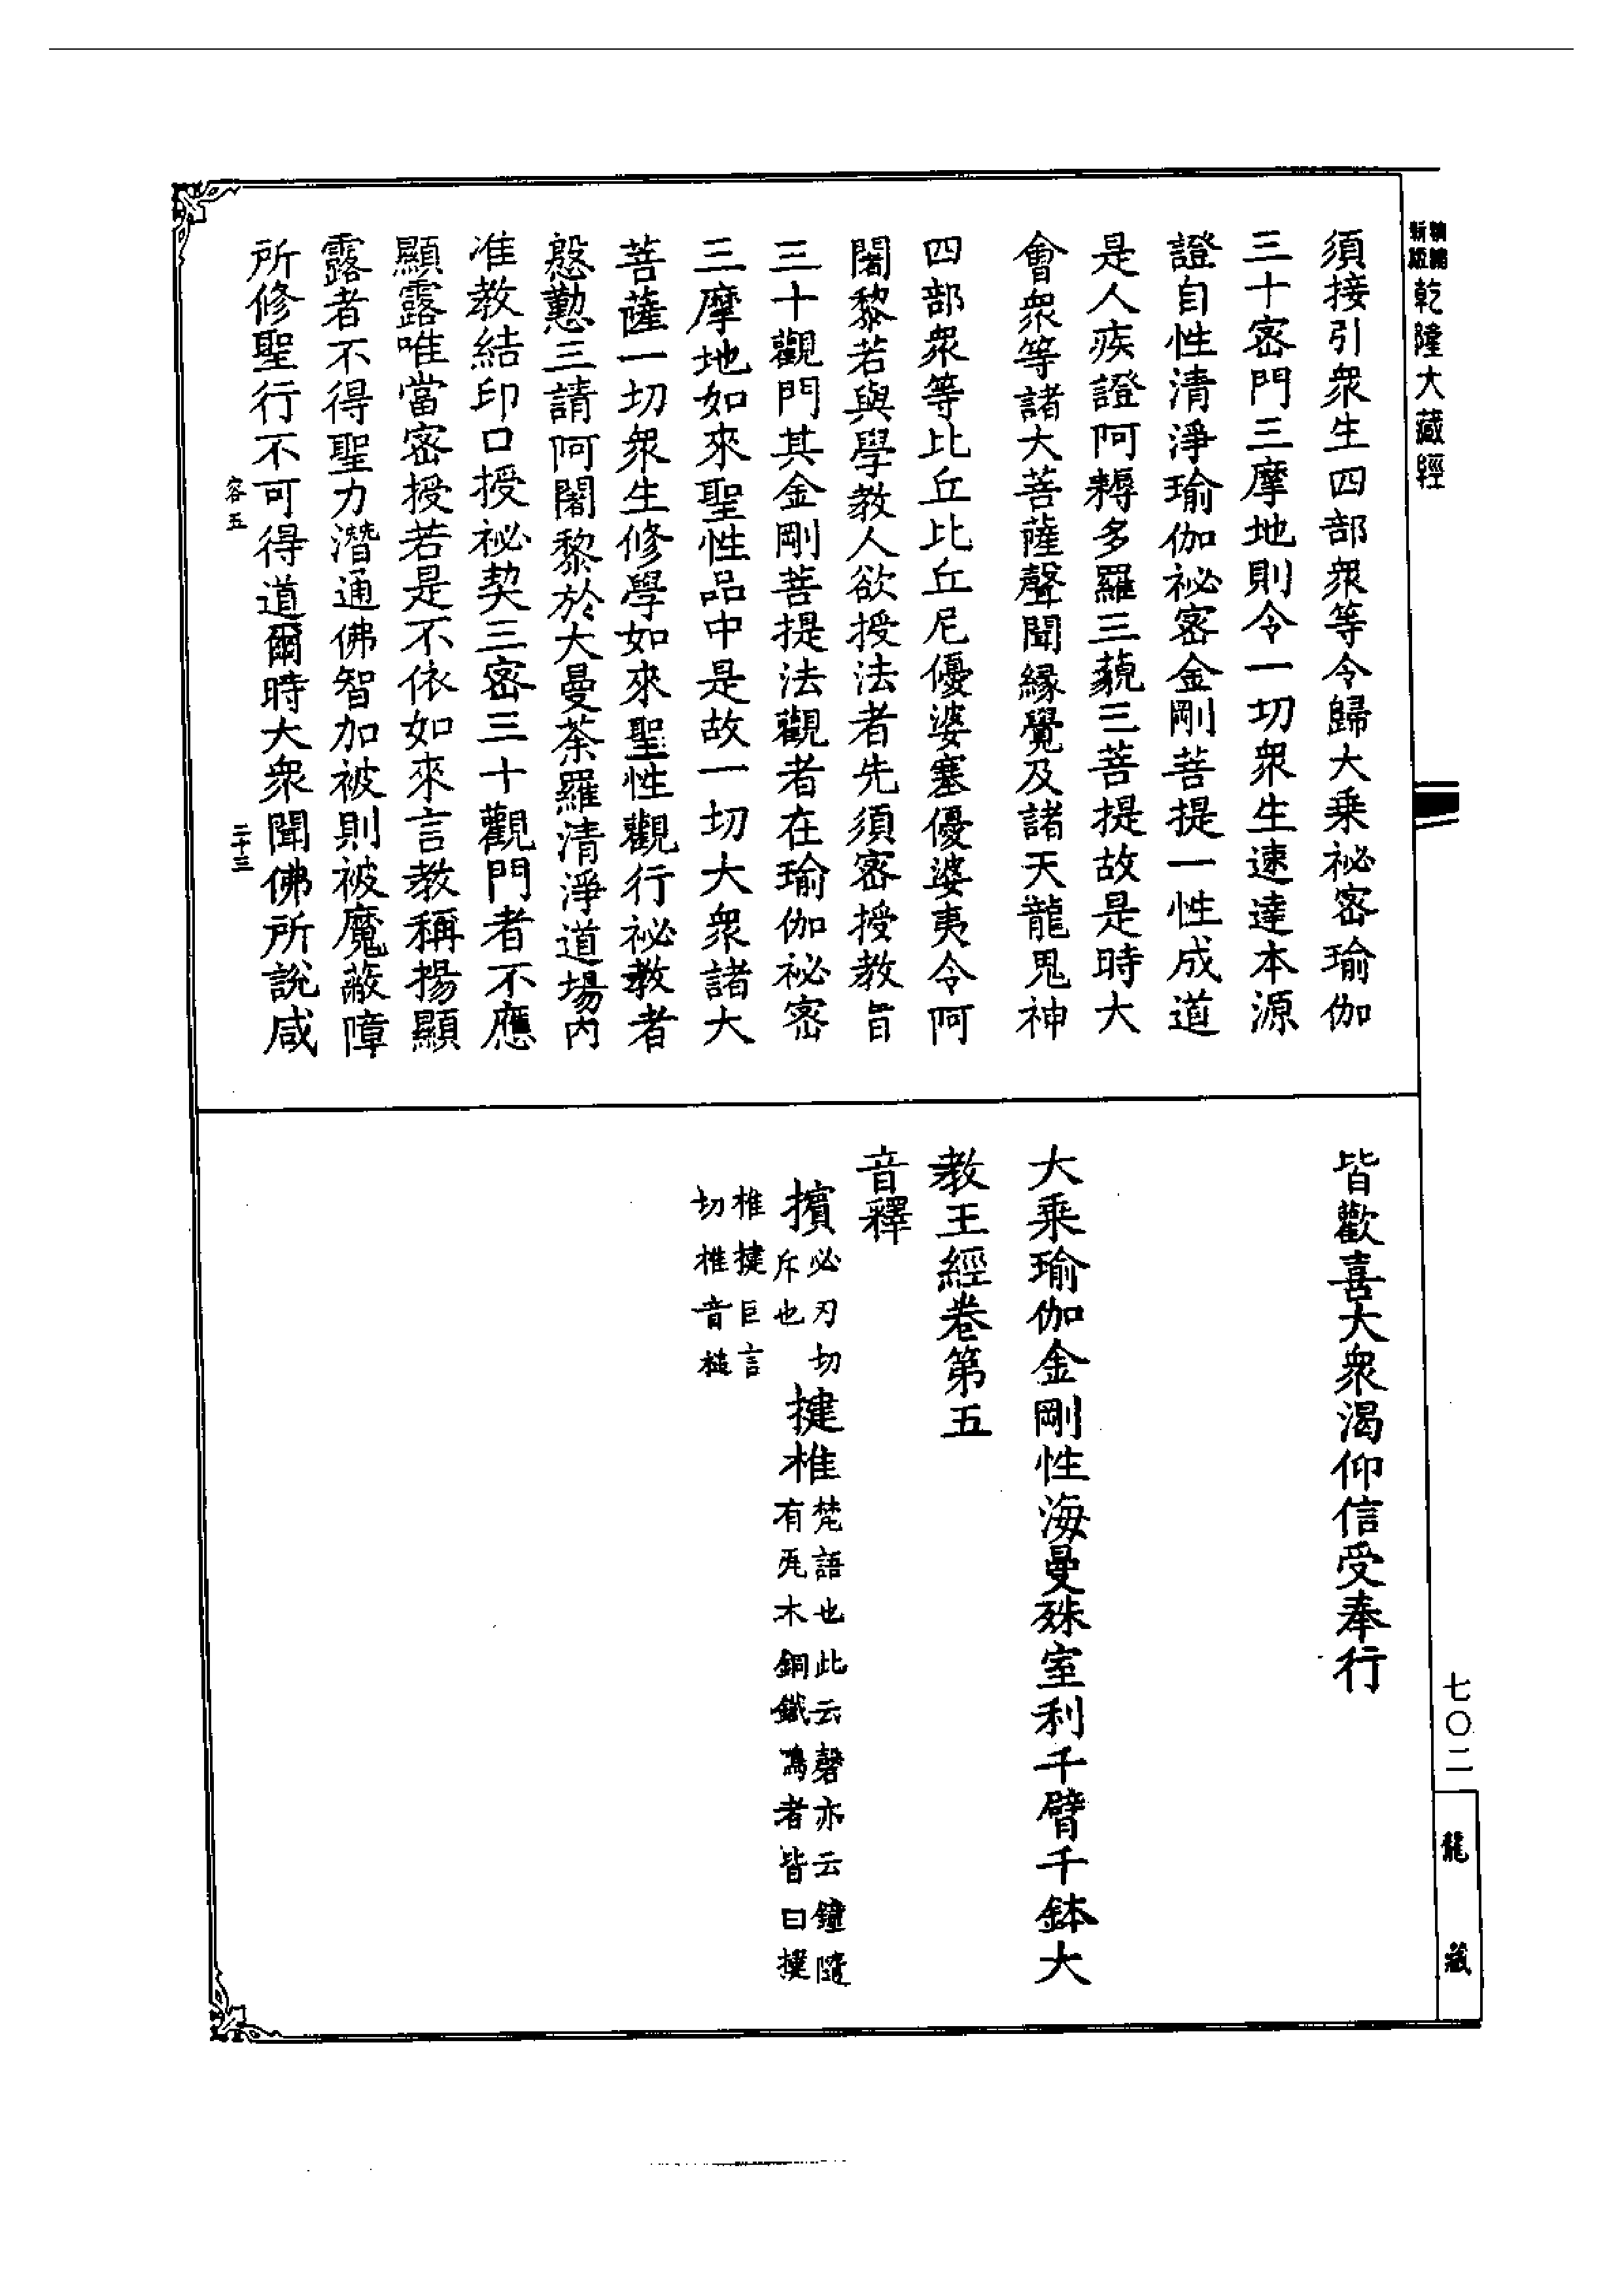 新版
乾隆大藏經
須接引眾生四部眾等令歸大乘祕密瑜伽
三十密門三摩地則令一切眾生速達本源
證自性清淨瑜伽祕密金剛菩提一性成道
是人疾證阿耨多羅三藐三菩提故是時大
會眾等諸大菩薩聲聞緣覺及諸天龍鬼神
四部眾等比丘比丘尼優婆塞優婆夷令阿
闍黎若與學教人欲授法者先須密授教旨
三十觀門其金剛菩提法觀者在瑜伽祕密
三摩地如來聖性品中是故一切大眾諸大
菩薩一切眾生修學如來聖性觀行祕教者
慇懃三請阿闍黎於大曼荼羅清淨道場內
准教結印口授祕契三密三十觀門者不應
顯露唯當密授若是不依如來言教稱揚顯
露者不得聖力潛通佛智加被則被魔蔽障
所修聖行不可得道爾時大眾聞佛所說咸
容五
二十三
皆歡喜大眾渴仰信受奉行
大乘瑜伽金剛性海曼殊室利千臂千鉢大
教王經卷第五
音釋
擯必刃切斥也 揵椎梵語也此云磬亦云鐘隨有瓦木銅鐵鳴者皆曰揵
椎揵巨言切椎音槌
七〇二
龍藏